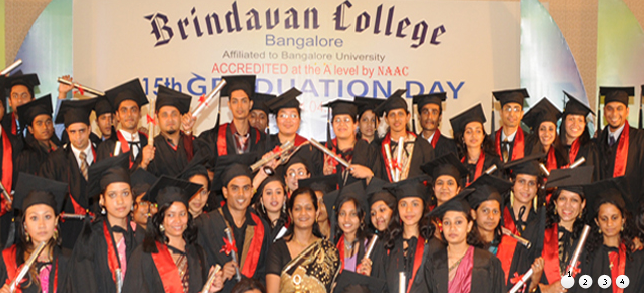 Brindavan College
Bangalore
Affiliated to Bangalore University
ACCREDITED at the A level by NAAC
15th GRADUATION DAY
1 2 3 4